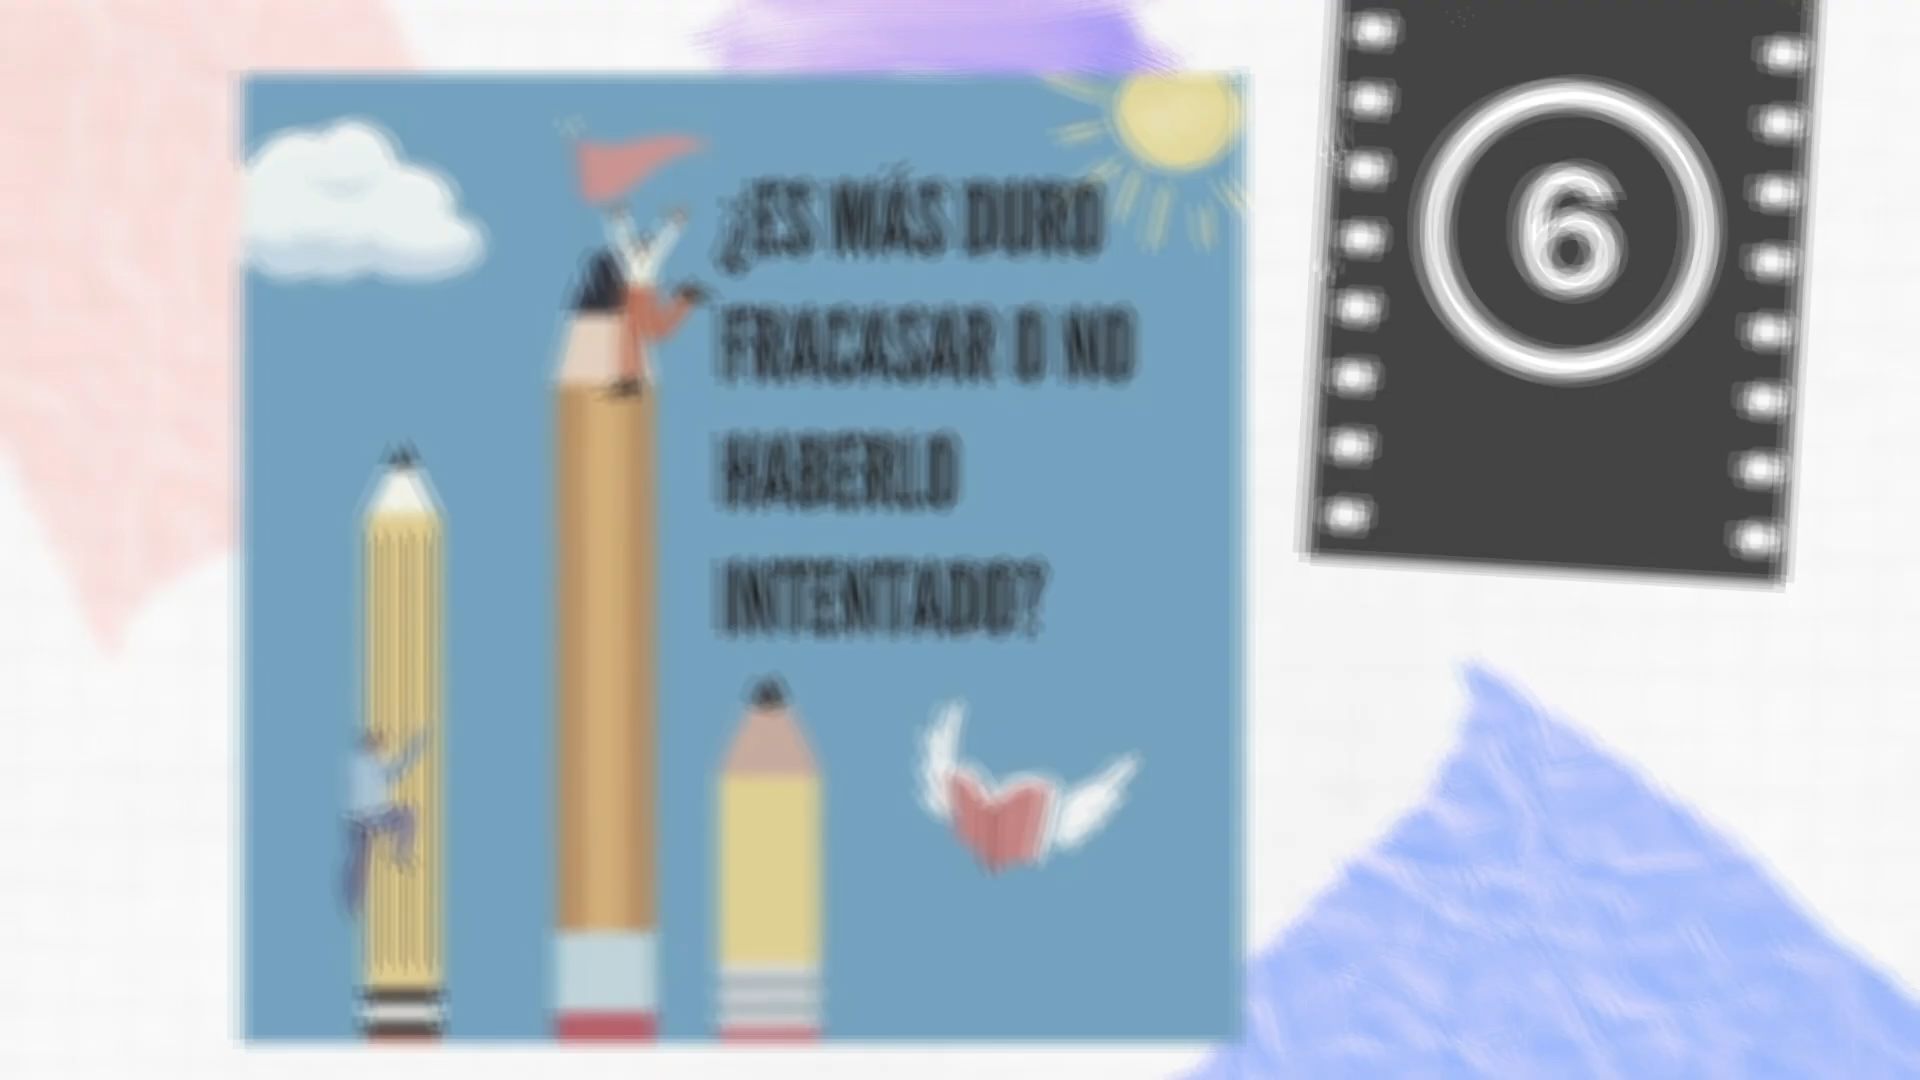 ¿ES MÁS DURO
FRACASAR O NO
HABERLO
INTENTADO?
6